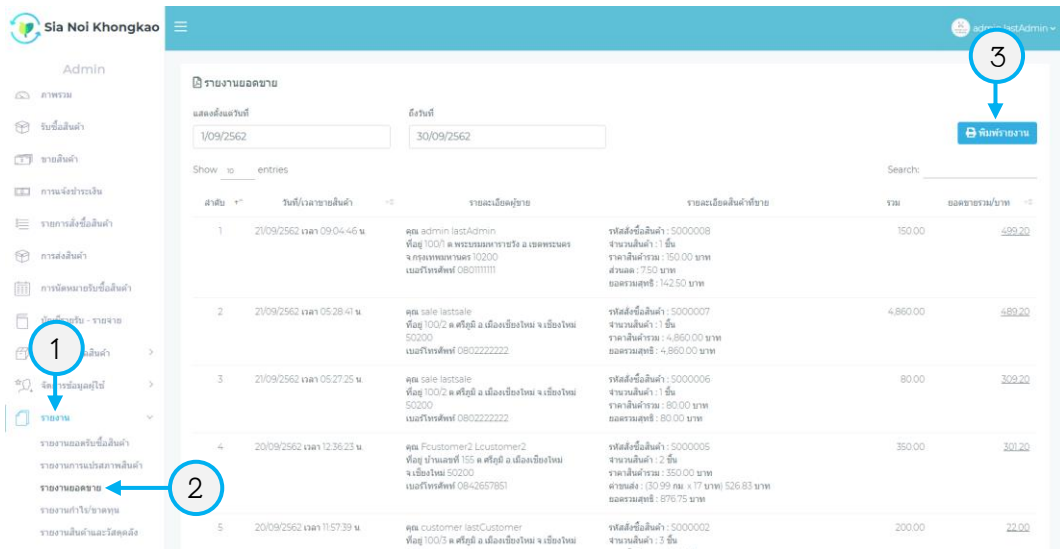 Sia Noi Khongkao
admin lastAdmin
3
Admin
ภาพรวม
รับซื้อสินค้า
ขายสินค้า
การแจ้งชำระเงิน
รายการสั่งซื้อสินค้า
การส่งสินค้า
การนัดหมายรับซื้อสินค้า
บัญชีรายรับ - รายจ่าย
1
สินค้า
จัดการข้อมูลผู้ใช้
รายงาน
รายงานยอดรับซื้อสินค้า
รายงานการแปรสภาพสินค้า
รายงานยอดขาย
2
รายงานกำไร/ขาดทุน
รายงานสินค้าและวัสดุคลัง
รายงานยอดขาย
แสดงตั้งแต่วันที่
ถึงวันที่
1/09/2562
30/09/2562
พิมพ์รายงาน
Show 10 entries
Search:
ลำดับ วันที่/เวลาขายสินค้า รายละเอียดผู้ขาย รายละเอียดสินค้าที่ขาย รวม ยอดขายรวม/บาท
1 21/09/2562 เวลา 09:04:46 น.
คุณ admin lastAdmin
ที่อยู่ 100/1 ต.พระบรมมหาราชวัง อ.เขตพระนคร
จ.กรุงเทพมหานคร 10200
เบอร์โทรศัพท์ 0801111111
รหัสสั่งซื้อสินค้า : S000008
จำนวนสินค้า : 1 ชิ้น
ราคาสินค้ารวม : 150.00 บาท
ส่วนลด : 7.50 บาท
ยอดรวมสุทธิ : 142.50 บาท
150.00
499.20
2 21/09/2562 เวลา 05:28:41 น.
คุณ sale lastsale
ที่อยู่ 100/2 ต.ศรีภูมิ อ.เมืองเชียงใหม่ จ.เชียงใหม่
50200
เบอร์โทรศัพท์ 0802222222
รหัสสั่งซื้อสินค้า : S000007
จำนวนสินค้า : 1 ชิ้น
ราคาสินค้ารวม : 4,860.00 บาท
ยอดรวมสุทธิ : 4,860.00 บาท
4,860.00
489.20
3 21/09/2562 เวลา 05:27:25 น.
คุณ sale lastsale
ที่อยู่ 100/2 ต.ศรีภูมิ อ.เมืองเชียงใหม่ จ.เชียงใหม่
50200
เบอร์โทรศัพท์ 0802222222
รหัสสั่งซื้อสินค้า : S000006
จำนวนสินค้า : 1 ชิ้น
ราคาสินค้ารวม : 80.00 บาท
ยอดรวมสุทธิ : 80.00 บาท
80.00
309.20
4 20/09/2562 เวลา 12:36:23 น.
คุณ Fcustomer2 Lcustomer2
ที่อยู่ บ้านเลขที่ 155 ต.ศรีภูมิ อ.เมืองเชียงใหม่
จ.เชียงใหม่ 50200
เบอร์โทรศัพท์ 0842657851
รหัสสั่งซื้อสินค้า : S000005
จำนวนสินค้า : 2 ชิ้น
ราคาสินค้ารวม : 350.00 บาท
ค่าขนส่ง : (30.99 กม. x 17 บาท) 526.83 บาท
ยอดรวมสุทธิ : 876.75 บาท
350.00
301.20
5 20/09/2562 เวลา 11:57:39 น.
คุณ customer lastCustomer
ที่อยู่ 100/3 ต.ศรีภูมิ อ.เมืองเชียงใหม่ จ.เชียงใหม่
รหัสสั่งซื้อสินค้า : S000002
จำนวนสินค้า : 3 ชิ้น
200.00
22.00